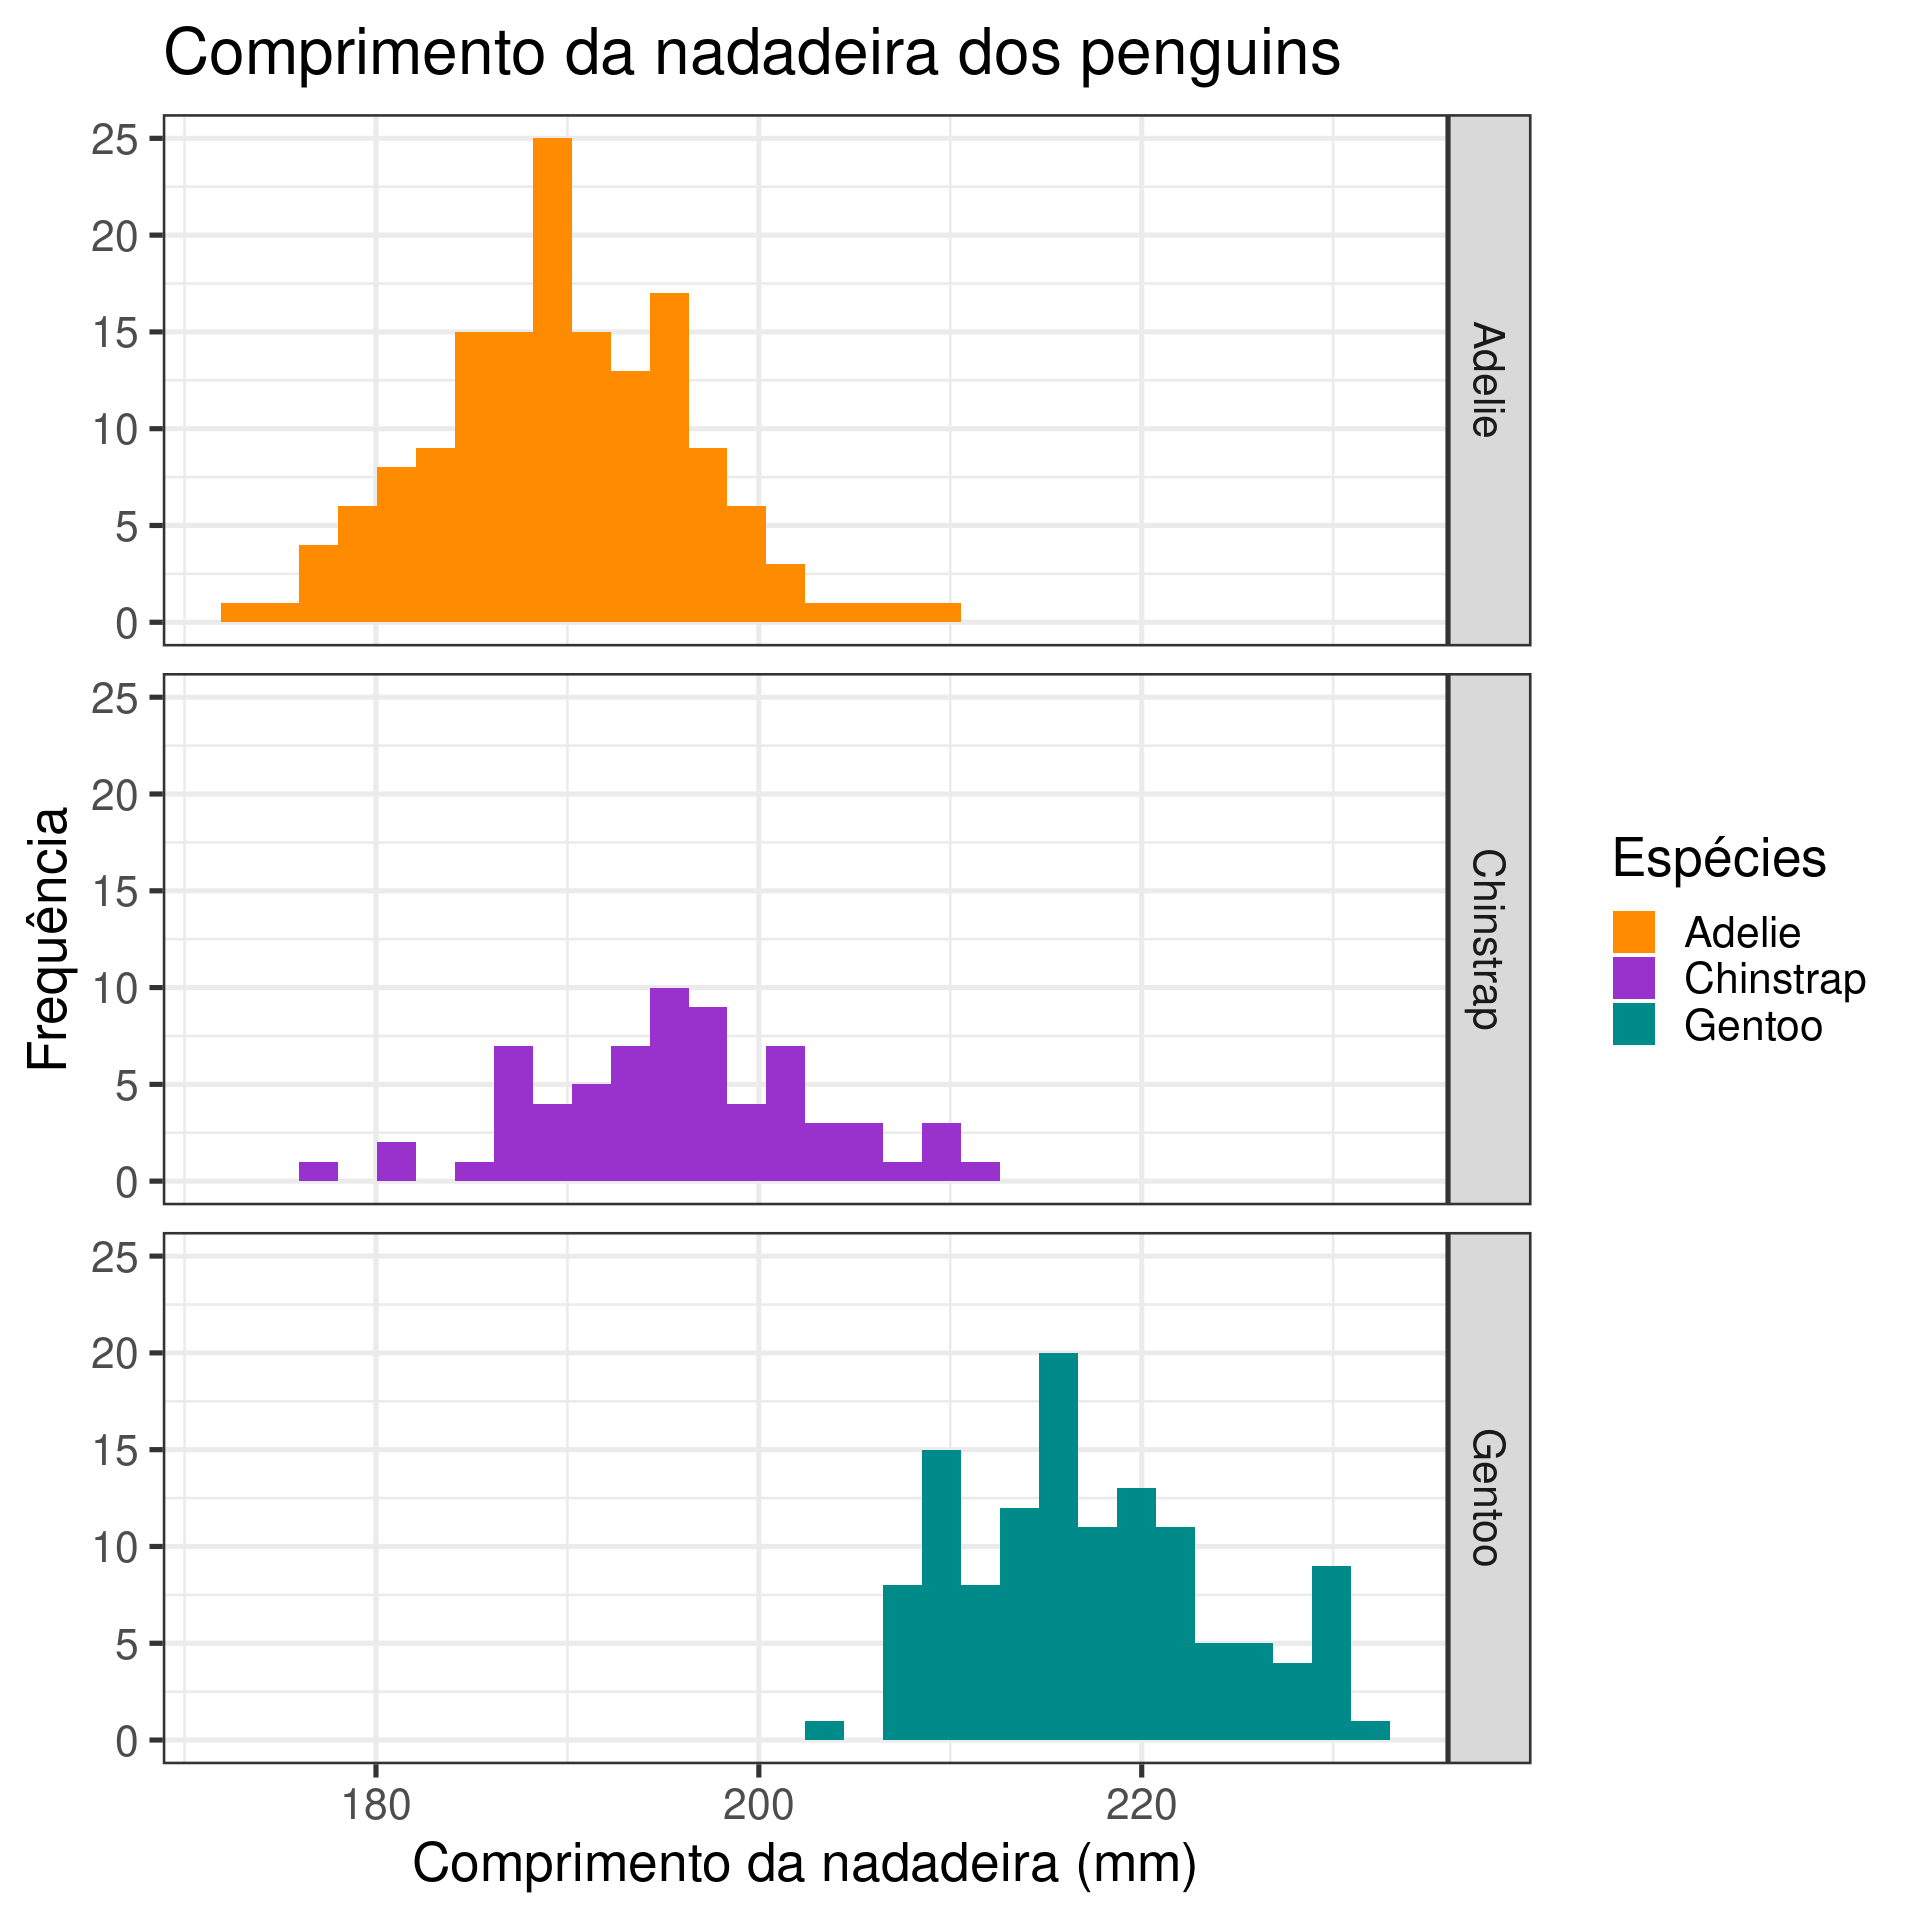 Comprimento da nadadeira dos penguins
25
20
15
10
5
0
Adelie
25
20
15
10
5
0
Chinstrap
25
20
15
10
5
0
Gentoo
180 200 220
Comprimento da nadadeira (mm)
Frequência
Espécies
Adelie
Chinstrap
Gentoo